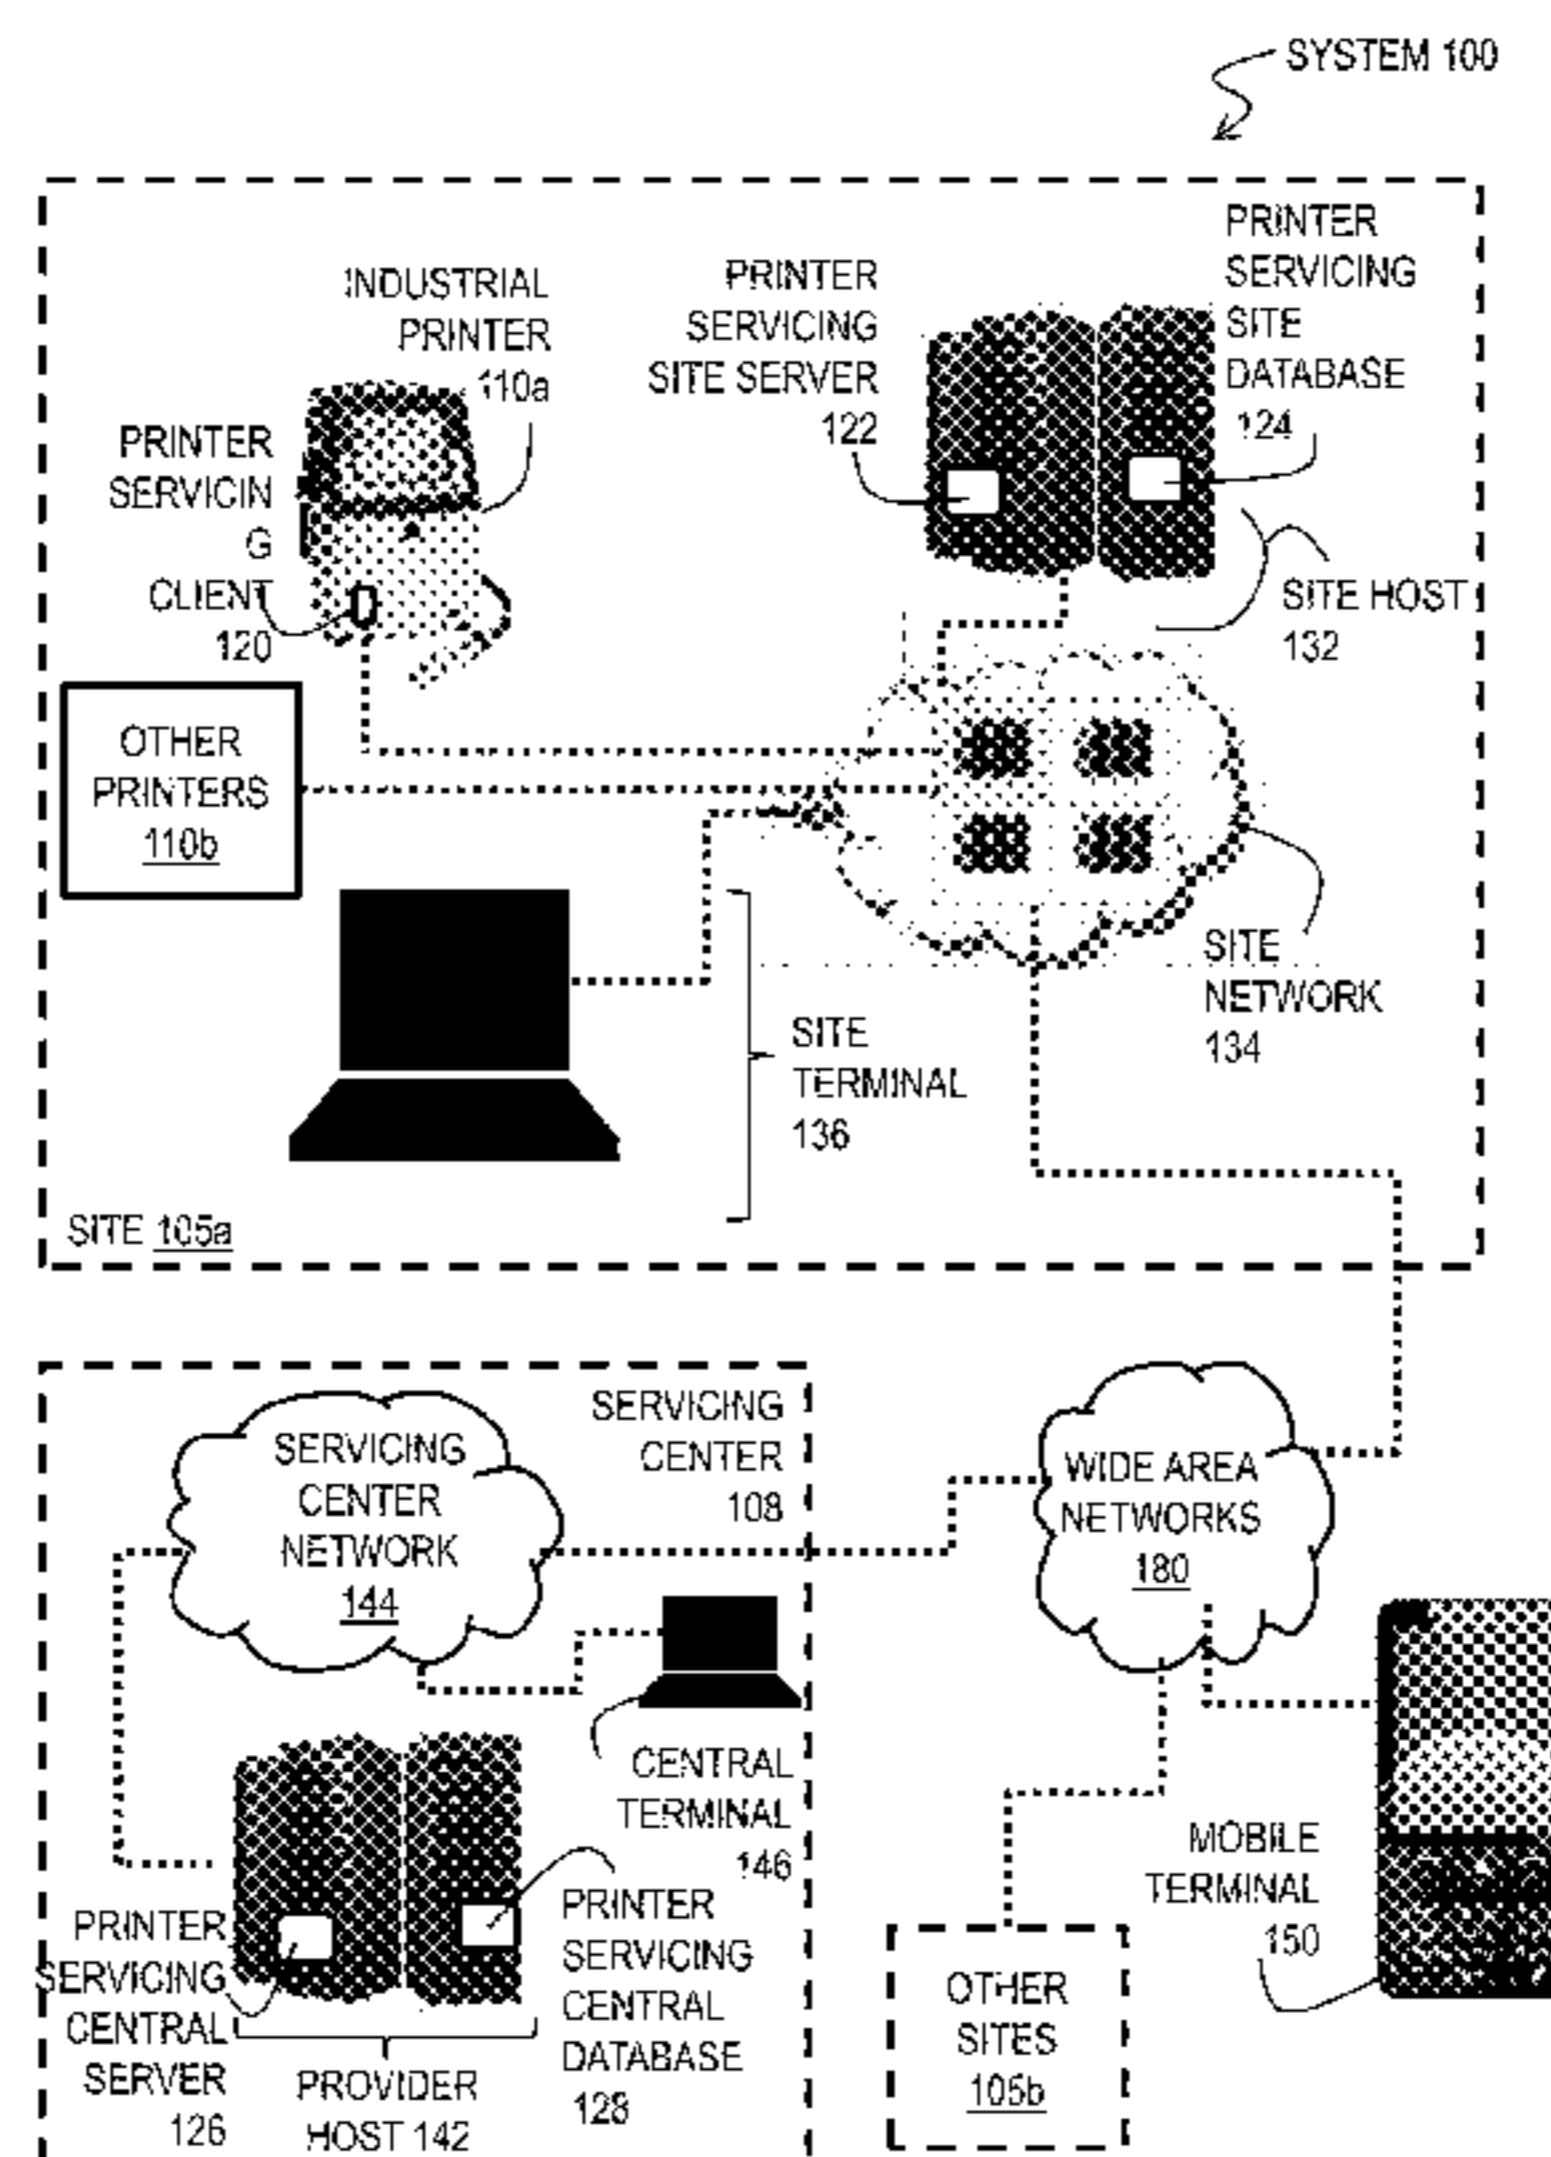 SYSTEM 100
PRINTER
SERVICING
SITE
DATABASE
124
PRINTER
SERVICING
SITE SERVER
122
INDUSTRIAL
PRINTER
110a
PRINTER
SERVICIN
G
CLIENT
120
SITE HOST
132
OTHER
PRINTERS
110b
SITE
NETWORK
134
SITE
TERMINAL
136
SITE 105a
SERVICING
CENTER
108
SERVICING
CENTER
NETWORK
144
WIDE AREA
NETWORKS
180
CENTRAL
TERMINAL
146
MOBILE
TERMINAL
150
PRINTER
SERVICING
CENTRAL
SERVER
126
PRINTER
SERVICING
CENTRAL
DATABASE
128
PROVIDER
HOST 142
OTHER
SITES
105b